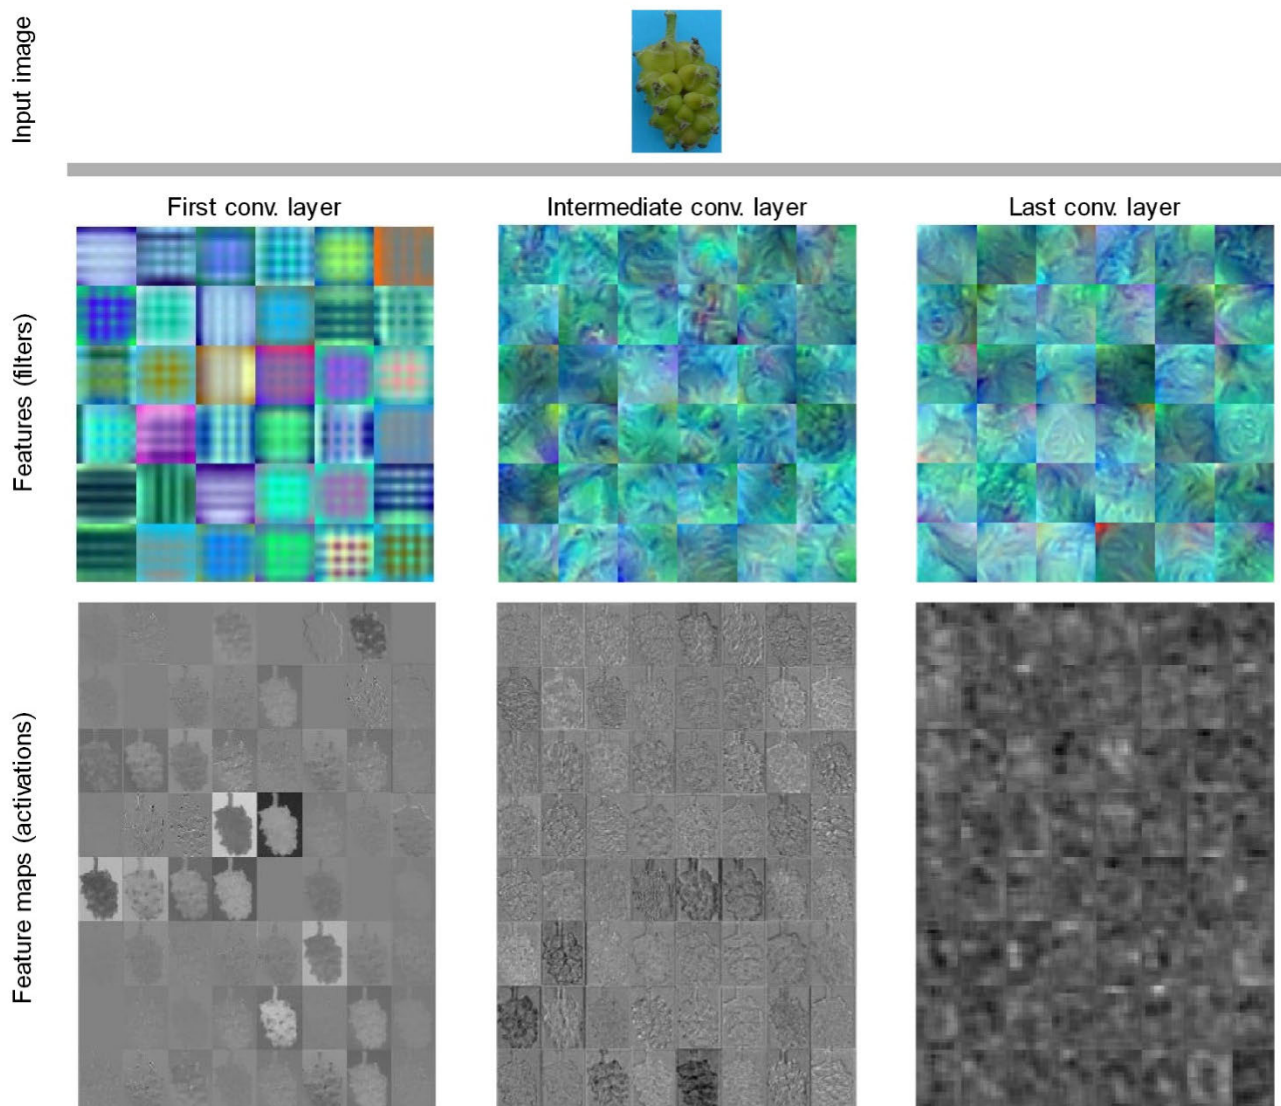 Input image
First conv. layer
Intermediate conv. layer
Last conv. layer
Features (filters)
Feature maps (activations)